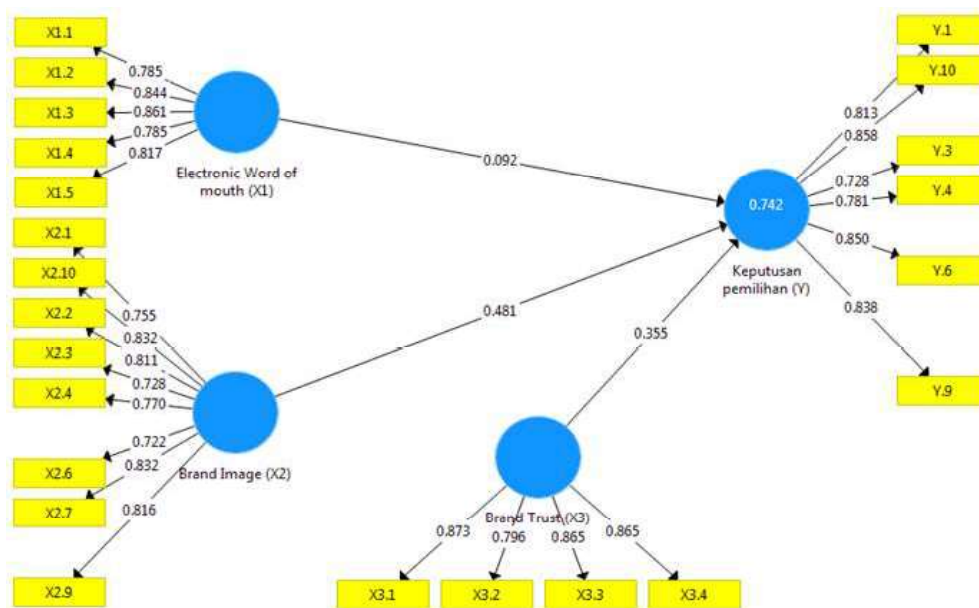 X1.1
X1.2
X1.3
X1.4
X1.5
0.785
0.844
0.861
0.785
0.817
Electronic Word of
mouth (X1)
0.092
X2.1
X2.10
X2.2
X2.3
X2.4
X2.6
X2.7
X2.9
0.755
0.832
0.811
0.728
0.770
0.722
0.832
0.816
Brand Image (X2)
0.481
Brand Trust (X3)
0.355
0.873
0.796
0.865
0.865
X3.1
X3.2
X3.3
X3.4
0.742
Keputusan
pemilihan (Y)
0.813
0.858
0.728
0.781
0.850
0.838
Y.1
Y.10
Y.3
Y.4
Y.6
Y.9